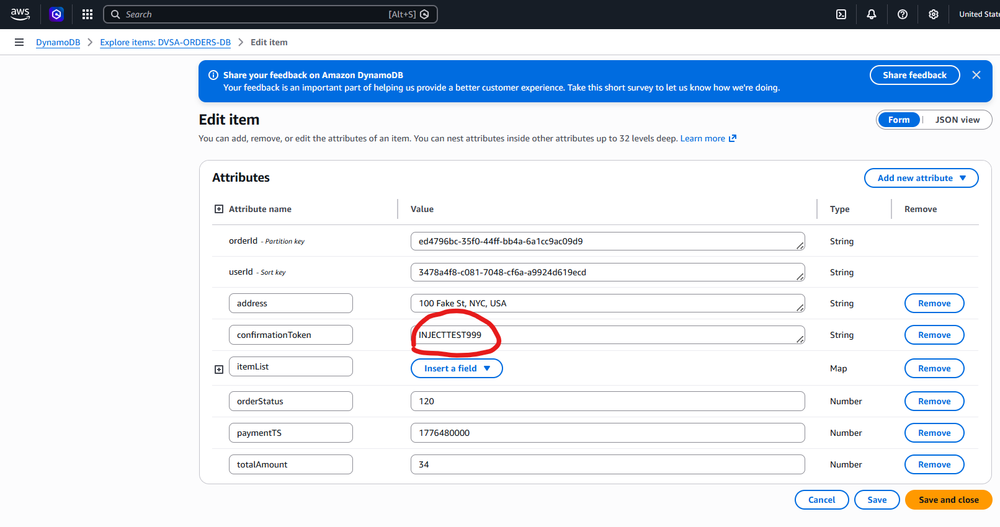 aws
Search [Alt+S]
DynamoDB > Explore items: DVSA-ORDERS-DB > Edit item
Share your feedback on Amazon DynamoDB
Your feedback is an important part of helping us provide a better customer experience. Take this short survey to let us know how we're doing.
Share feedback
Edit item
Form | JSON view
You can add, remove, or edit the attributes of an item. You can nest attributes inside other attributes up to 32 levels deep. Learn more
Attributes
Add new attribute
Attribute name Value Type Remove
orderId - Partition key ed4796bc-35f0-44ff-bb4a-6a1cc9ac09d9 String
userId - Sort key 3478a4f8-c081-7048-cf6a-a9924d619ecd String
address 100 Fake St, NYC, USA String Remove
confirmationToken INJECTTEST999 String Remove
itemList Insert a field Map Remove
orderStatus 120 Number Remove
paymentTS 1776480000 Number Remove
totalAmount 34 Number Remove
Cancel Save Save and close